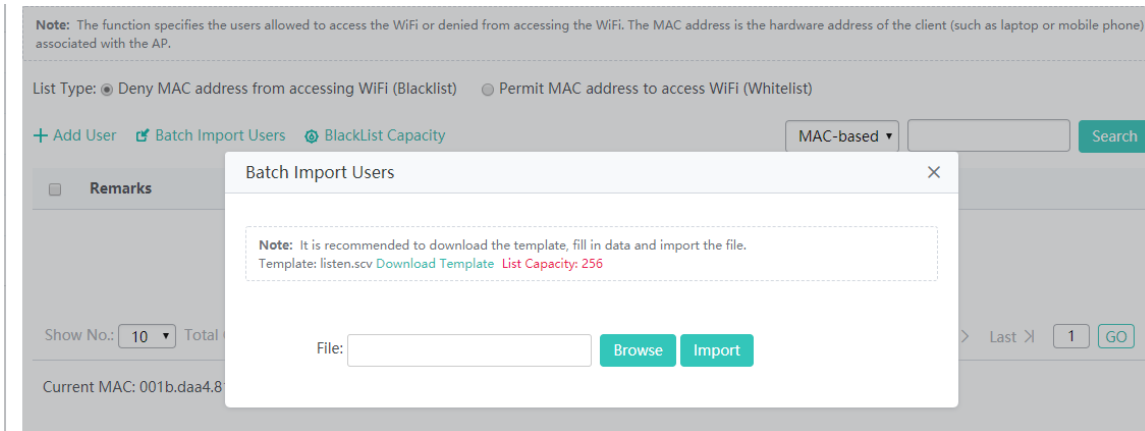 Note: The function specifies the users allowed to access the WiFi or denied from accessing the WiFi. The MAC address is the hardware address of the client (such as laptop or mobile phone)
associated with the AP.
List Type: Deny MAC address from accessing WiFi (Blacklist) Permit MAC address to access WiFi (Whitelist)
Add User Batch Import Users BlackList Capacity MAC-based Search
Remarks
Batch Import Users
Note: It is recommended to download the template, fill in data and import the file.
Template: listen.scv Download Template List Capacity: 256
File: Browse Import
Show No.: 10 Total Last 1 GO
Current MAC: 001b.daa4.8